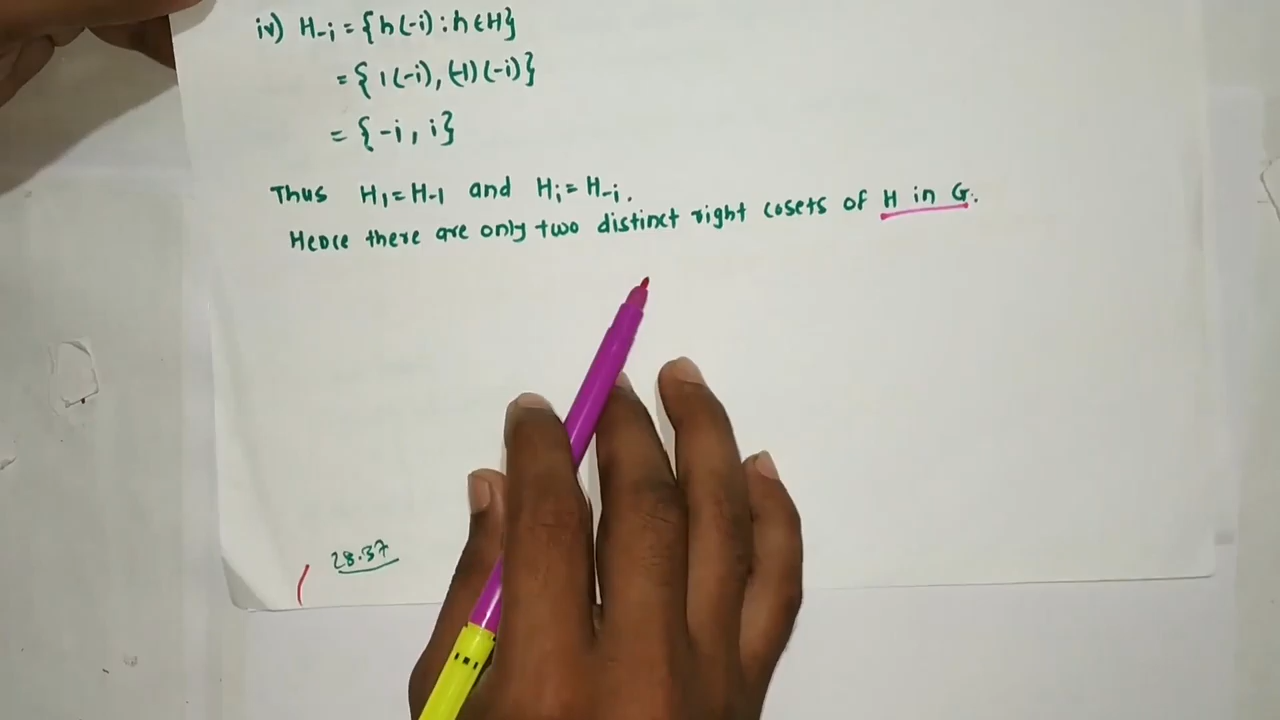 iv) H-i = {h(-i) : h ∈ H}
= {1(-i), (-1)(-i)}
= {-i, i}
Thus H1 = H-1 and Hi = H-i.
Hence there are only two distinct right cosets of H in G.
28.37